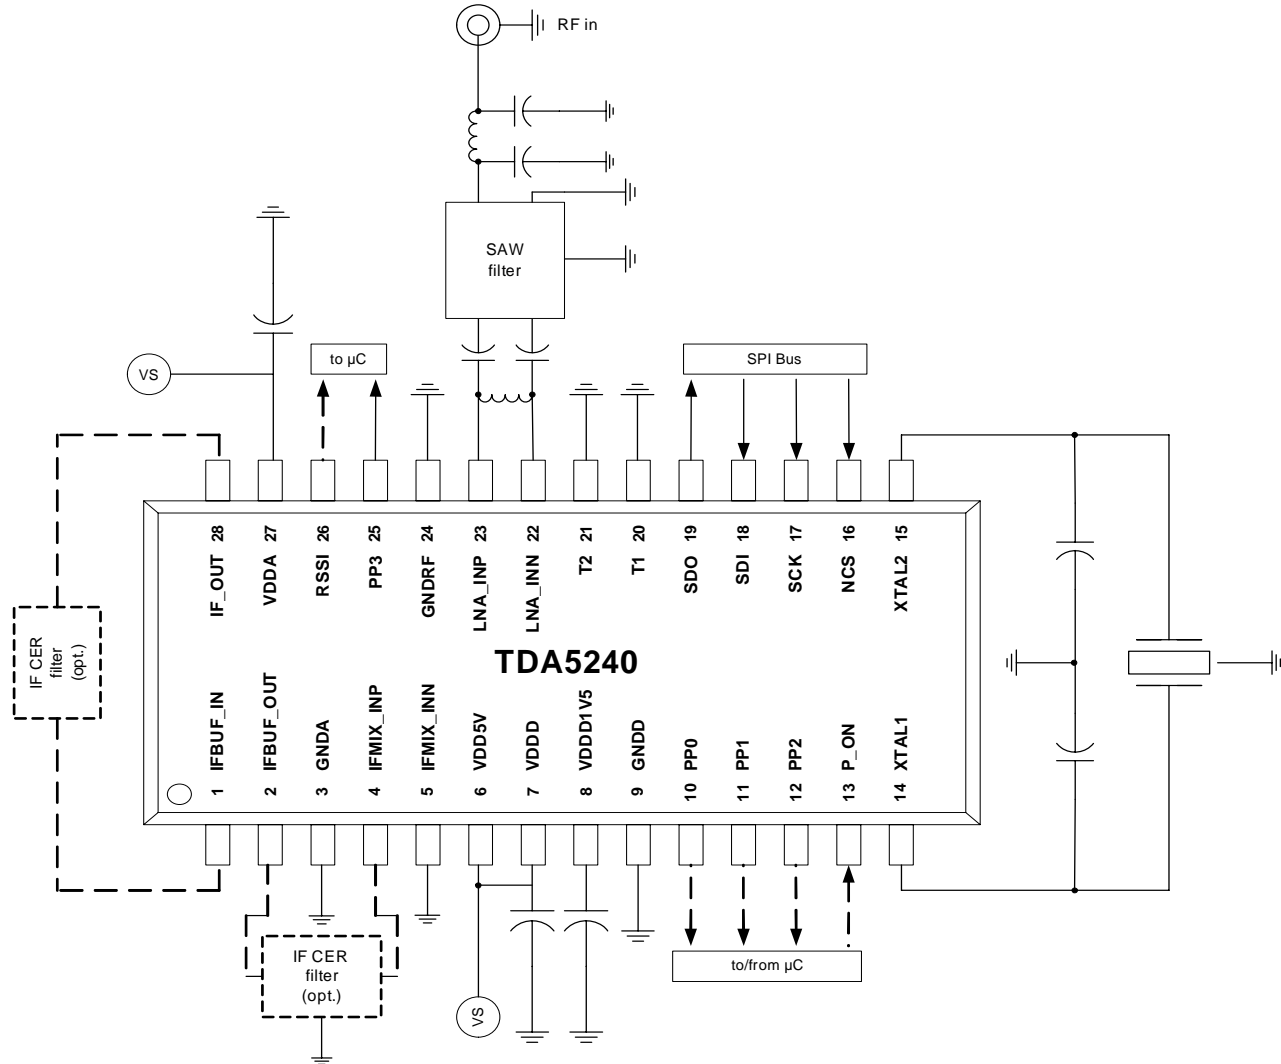 RF in
SAW
filter
VS
to µC
SPI Bus
28 27 26 25 24 23 22 21 20 19 18 17 16 15
IF_OUT VDDA RSSI PP3 GNDRF LNA_INP LNA_INN T2 T1 SDO SDI SCK NCS XTAL2
IF CER
filter
(opt.)
TDA5240
IFBUF_IN IFBUF_OUT GNDA IFMIX_INP IFMIX_INN VDD5V VDDD VDDD1V5 GNDD PP0 PP1 PP2 P_ON XTAL1
1 2 3 4 5 6 7 8 9 10 11 12 13 14
IF CER
filter
(opt.)
to/from µC
VS